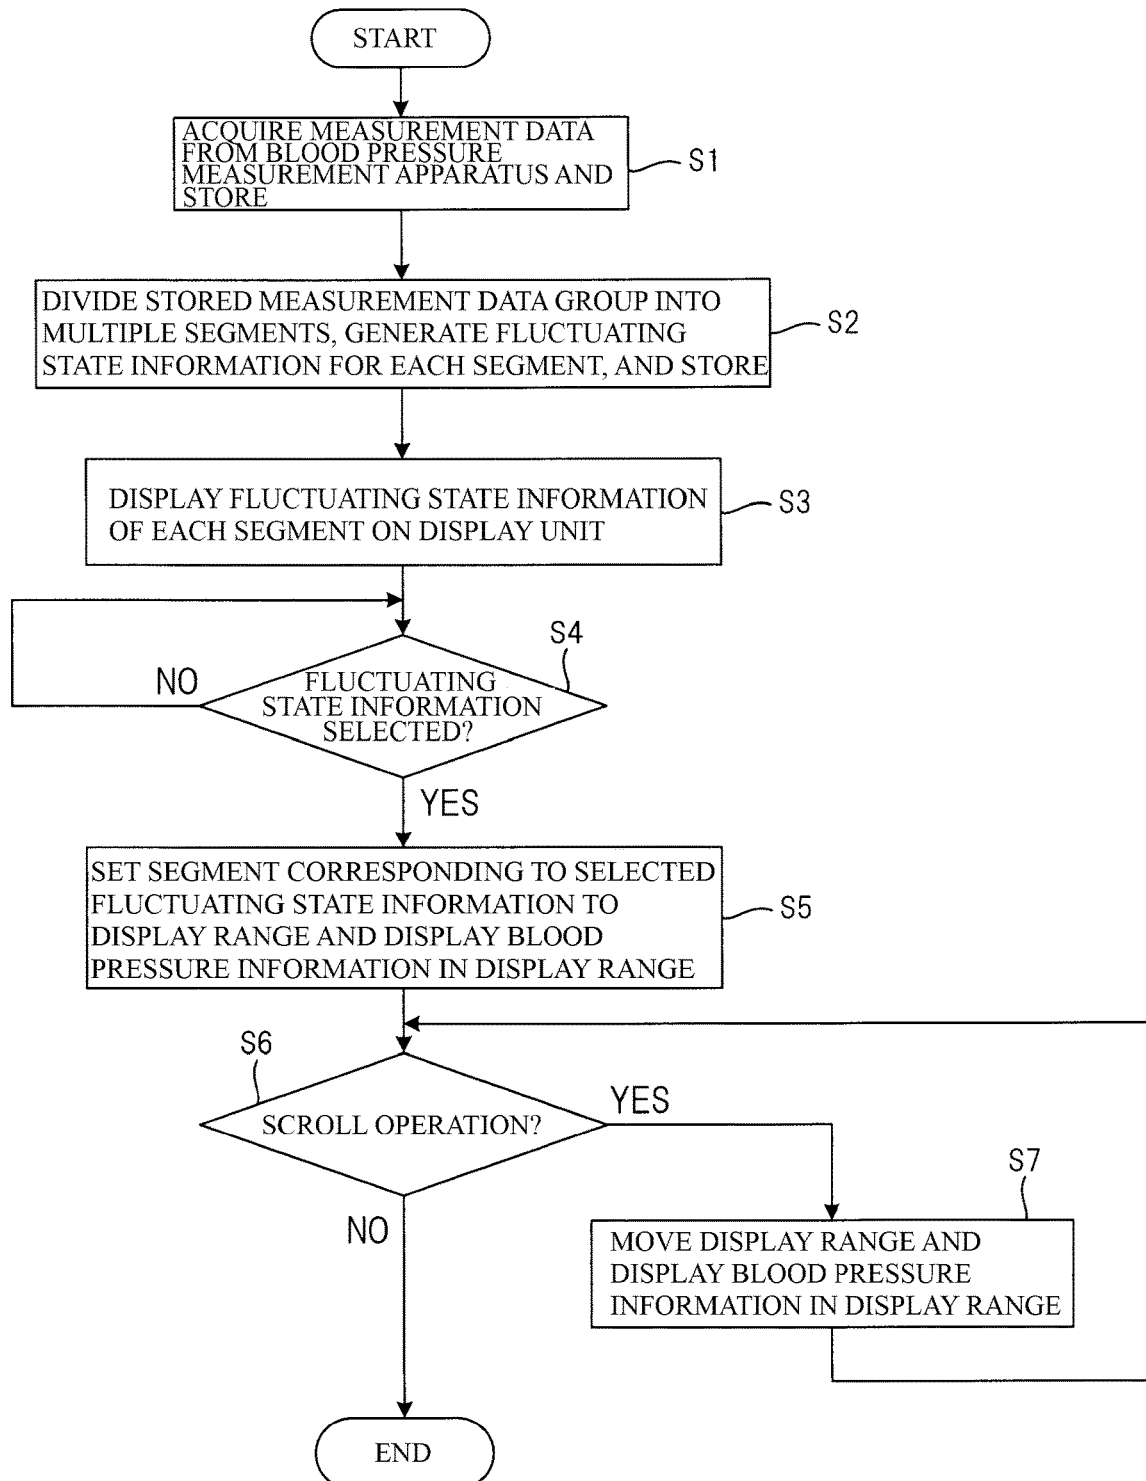 START
ACQUIRE MEASUREMENT DATA
FROM BLOOD PRESSURE
MEASUREMENT APPARATUS AND
STORE
S1
DIVIDE STORED MEASUREMENT DATA GROUP INTO
MULTIPLE SEGMENTS, GENERATE FLUCTUATING
STATE INFORMATION FOR EACH SEGMENT, AND STORE
S2
DISPLAY FLUCTUATING STATE INFORMATION
OF EACH SEGMENT ON DISPLAY UNIT
S3
S4
NO
FLUCTUATING
STATE INFORMATION
SELECTED?
YES
SET SEGMENT CORRESPONDING TO SELECTED
FLUCTUATING STATE INFORMATION TO
DISPLAY RANGE AND DISPLAY BLOOD
PRESSURE INFORMATION IN DISPLAY RANGE
S5
S6
SCROLL OPERATION?
YES
NO
S7
MOVE DISPLAY RANGE AND
DISPLAY BLOOD PRESSURE
INFORMATION IN DISPLAY RANGE
END